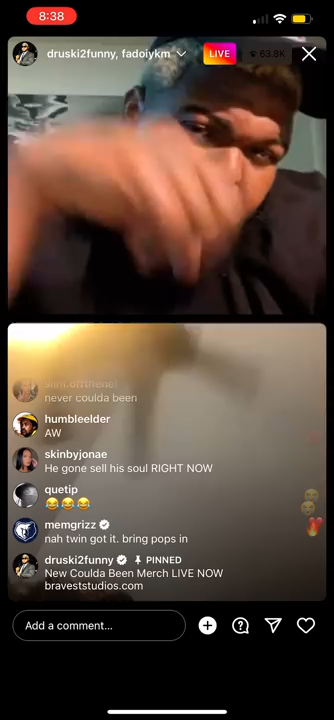 8:38
druski2funny, fadoiykm
LIVE
63.8K
never coulda been
humbleelder
AW
skinbyjonae
He gone sell his soul RIGHT NOW
quetip
😂😂😂
memgrizz
nah twin got it. bring pops in
druski2funny PINNED
New Coulda Been Merch LIVE NOW
braveststudios.com
Add a comment...